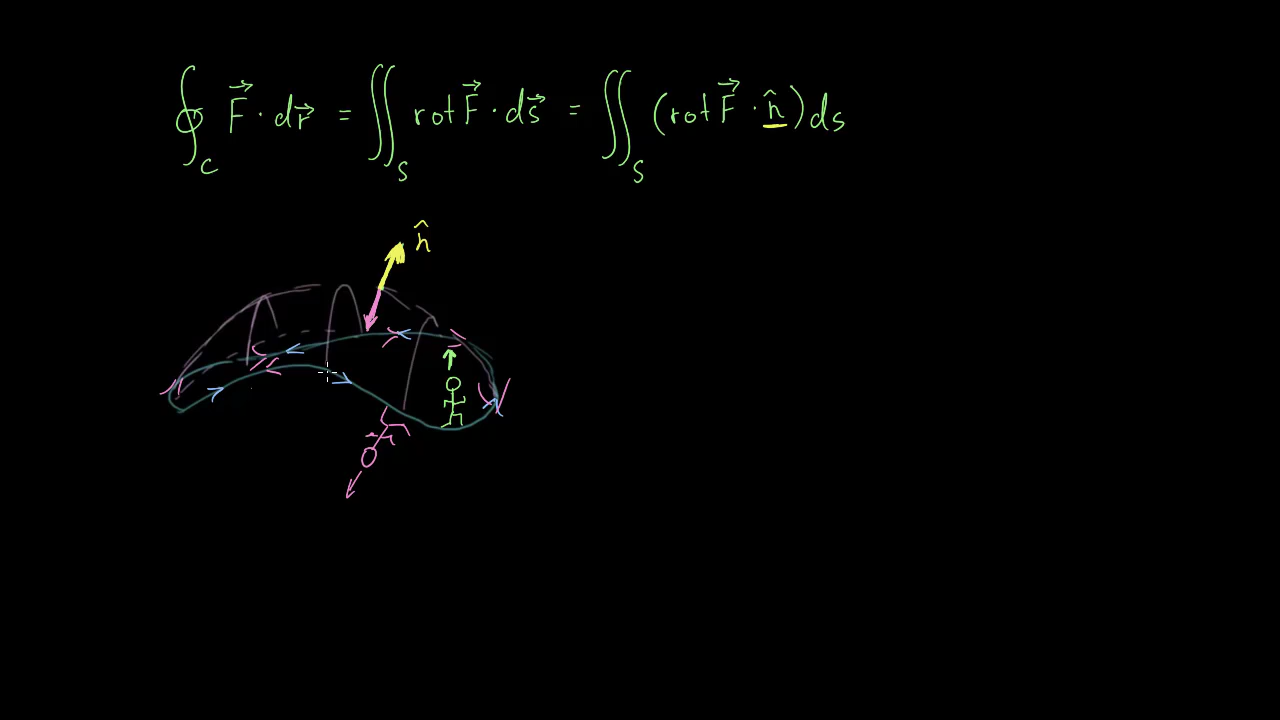 ∮_C F⃗ · dr⃗ = ∬_S rot F⃗ · ds⃗ = ∬_S (rot F⃗ · n̂) ds
n̂